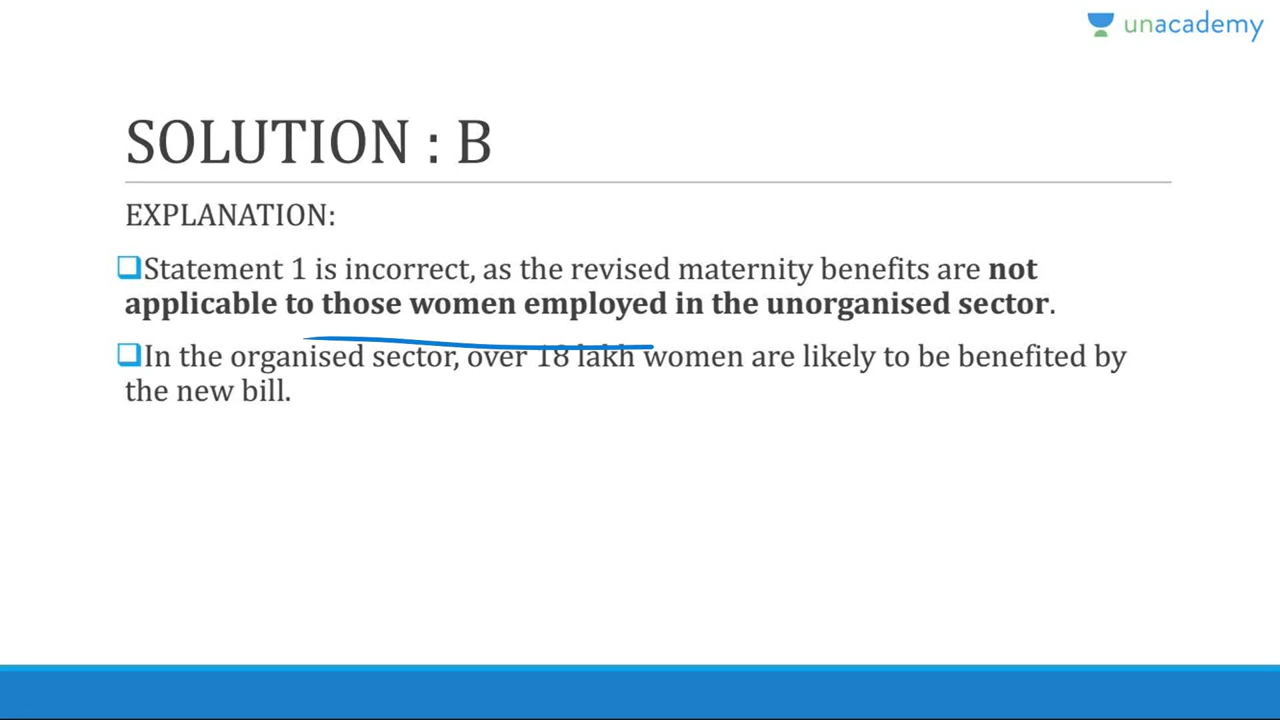 unacademy
SOLUTION : B
EXPLANATION:
Statement 1 is incorrect, as the revised maternity benefits are not
applicable to those women employed in the unorganised sector.
In the organised sector, over 18 lakh women are likely to be benefited by
the new bill.